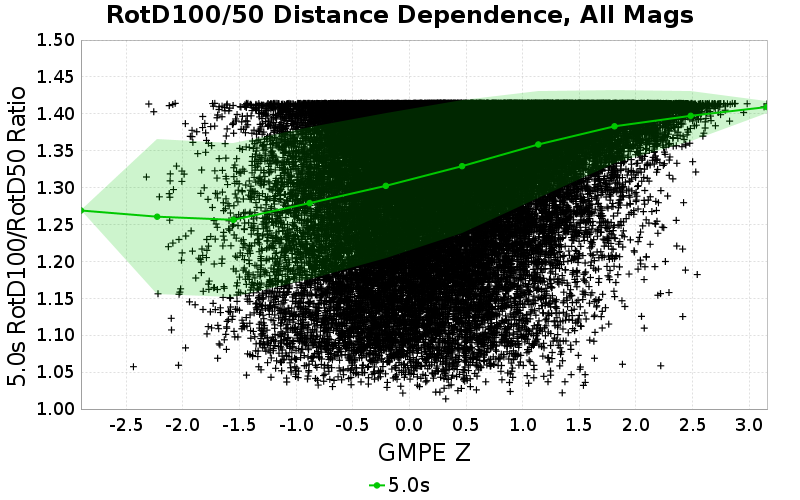 RotD100/50 Distance Dependence, All Mags
5.0s RotD100/RotD50 Ratio
1.50
1.45
1.40
1.35
1.30
1.25
1.20
1.15
1.10
1.05
1.00
-2.5 -2.0 -1.5 -1.0 -0.5 0.0 0.5 1.0 1.5 2.0 2.5 3.0
GMPE Z
5.0s